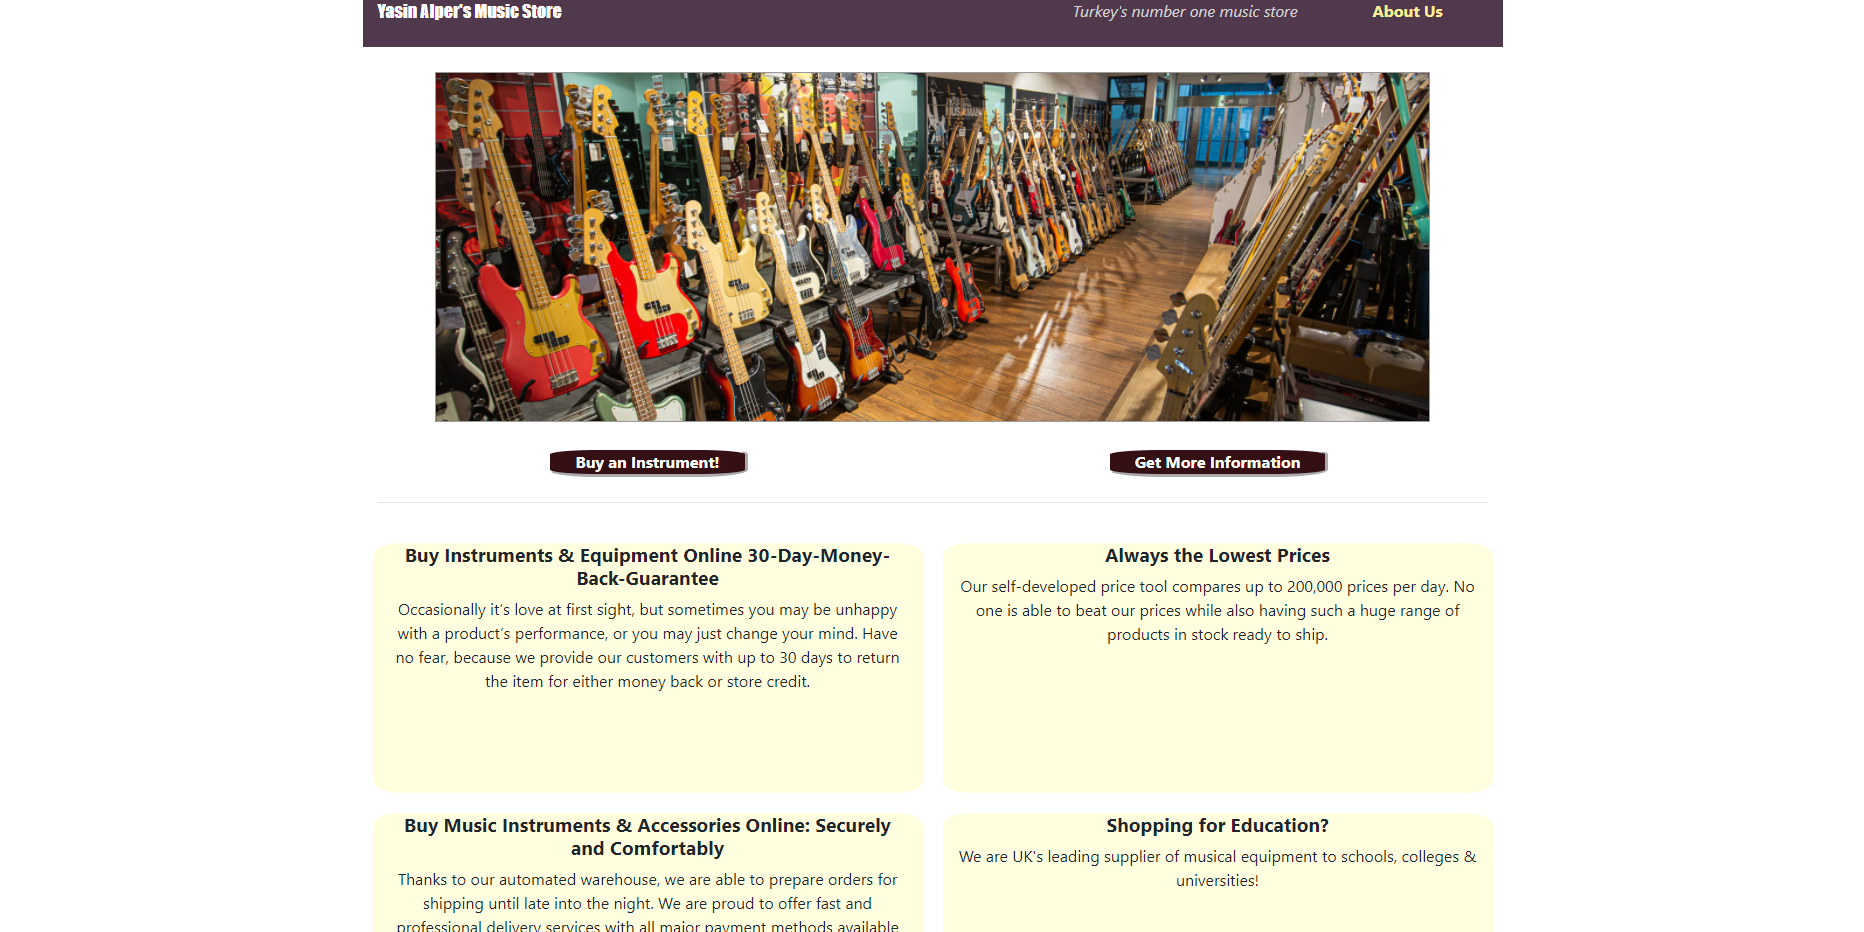 Yasin Alper's Music Store
Turkey's number one music store
About Us
Buy an Instrument!
Get More Information
Buy Instruments & Equipment Online 30-Day-Money-
Back-Guarantee
Occasionally it’s love at first sight, but sometimes you may be unhappy
with a product’s performance, or you may just change your mind. Have
no fear, because we provide our customers with up to 30 days to return
the item for either money back or store credit.
Always the Lowest Prices
Our self-developed price tool compares up to 200,000 prices per day. No
one is able to beat our prices while also having such a huge range of
products in stock ready to ship.
Buy Music Instruments & Accessories Online: Securely
and Comfortably
Thanks to our automated warehouse, we are able to prepare orders for
shipping until late into the night. We are proud to offer fast and
professional delivery services with all major payment methods available
Shopping for Education?
We are UK's leading supplier of musical equipment to schools, colleges &
universities!